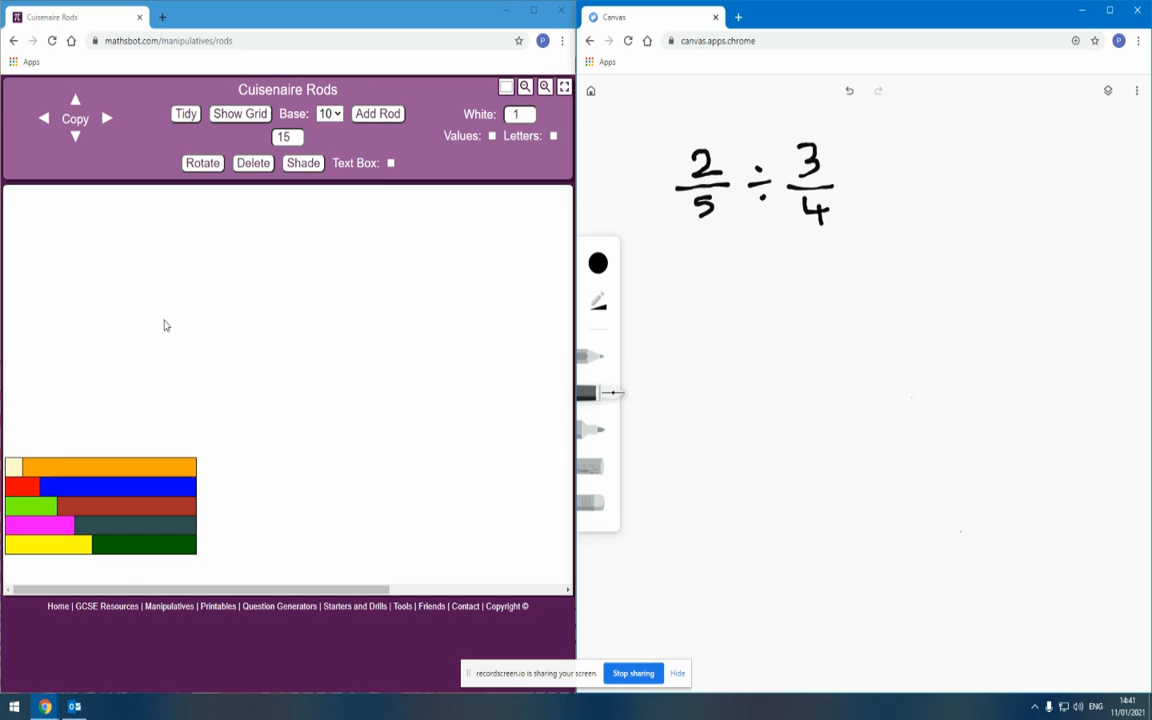 Cuisenaire Rods
Canvas
mathsbot.com/manipulatives/rods
P
canvas.apps.chrome
P
Apps
Apps
Cuisenaire Rods
Copy
Tidy
Show Grid
Base:
10
Add Rod
White:
1
15
Values:
Letters:
Rotate
Delete
Shade
Text Box:
2/5 ÷ 3/4
Home | GCSE Resources | Manipulatives | Printables | Question Generators | Starters and Drills | Tools | Friends | Contact | Copyright ©
recordscreen.io is sharing your screen.
Stop sharing
Hide
ENG
14:41
11/01/2021